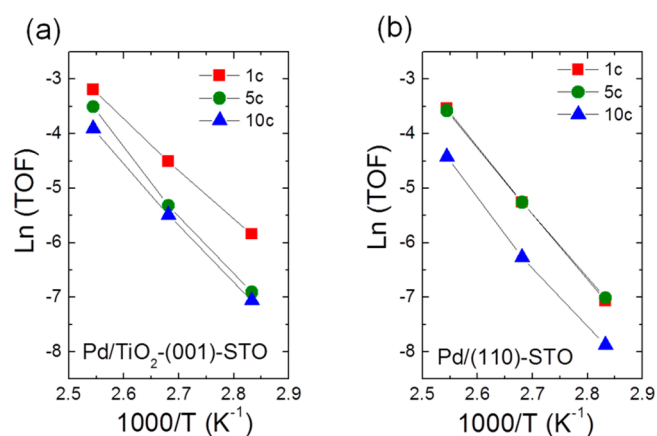 (a)
-3
-4
-5
-6
-7
-8
Ln (TOF)
1c
5c
10c
Pd/TiO₂-(001)-STO
2.5 2.6 2.7 2.8 2.9
1000/T (K⁻¹)
(b)
-3
-4
-5
-6
-7
-8
Ln (TOF)
1c
5c
10c
Pd/(110)-STO
2.5 2.6 2.7 2.8 2.9
1000/T (K⁻¹)